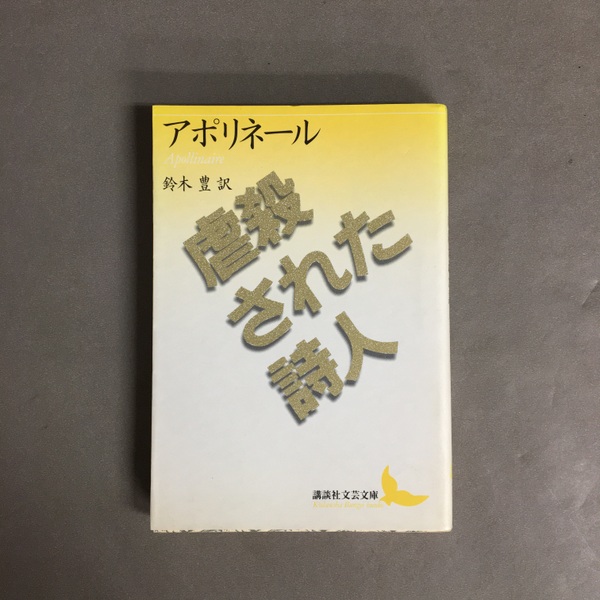 アポリネール
Apollinaire
鈴木 豊 訳
虐殺
された
詩人
講談社文芸文庫